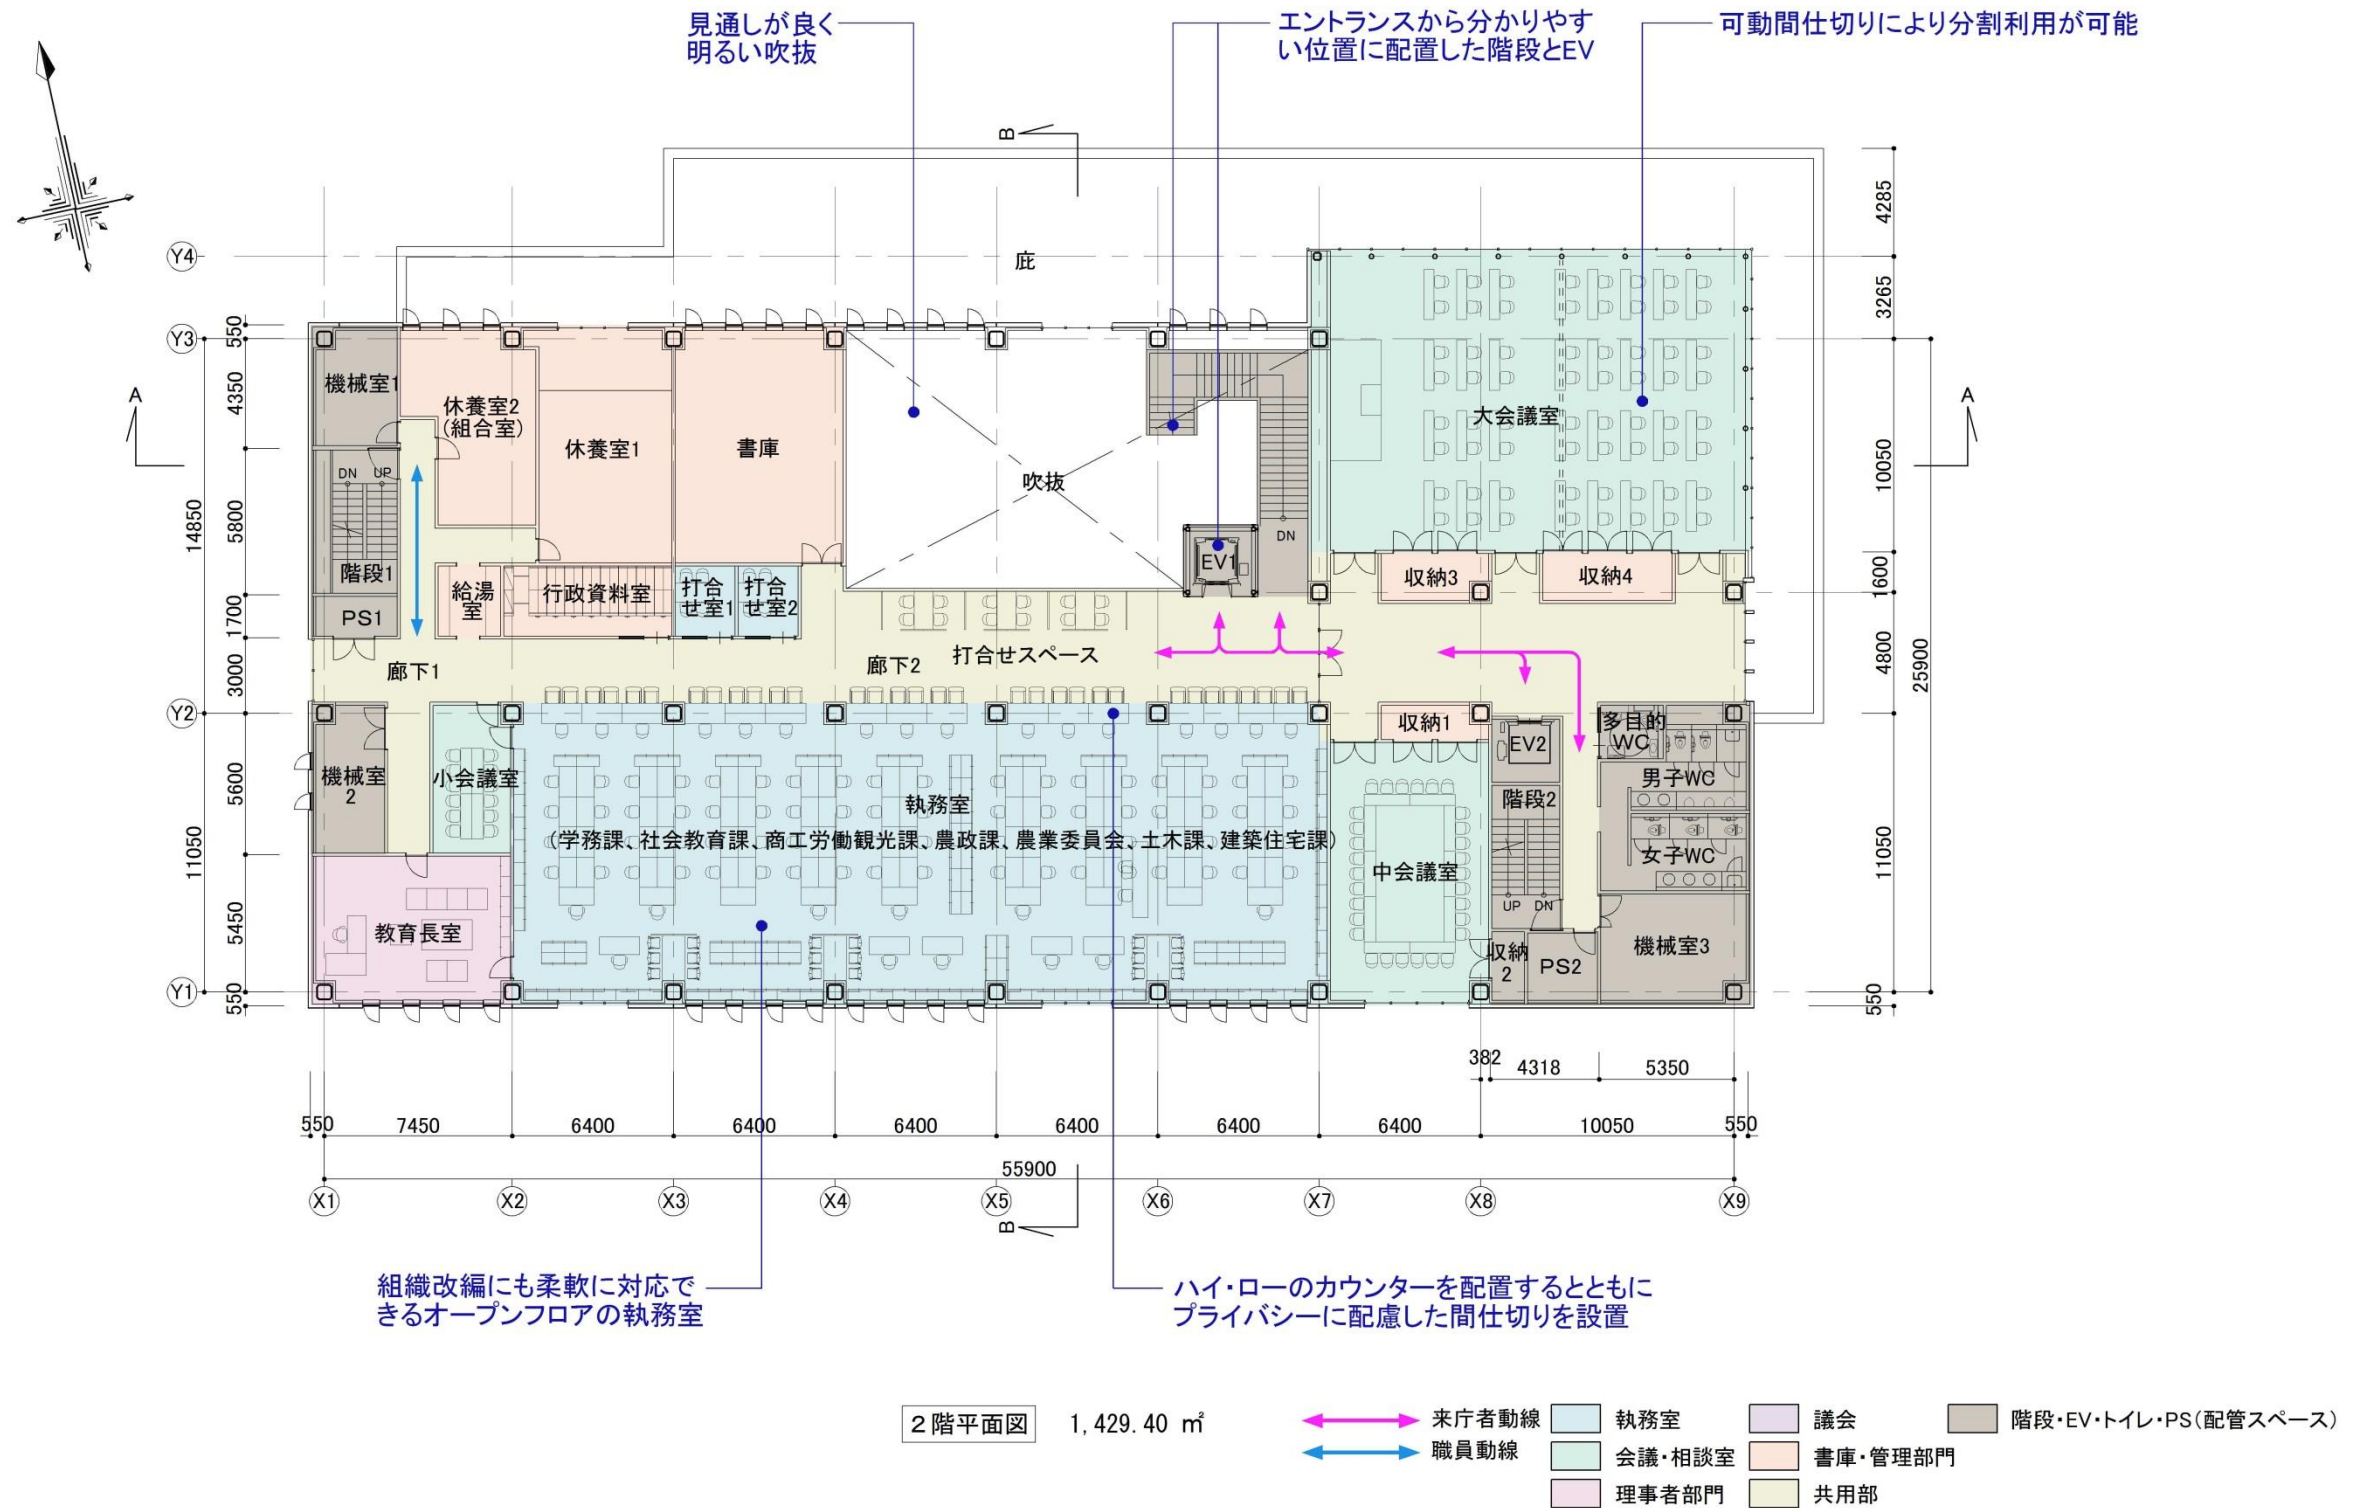 見通しが良く
明るい吹抜
エントランスから分かりやす
い位置に配置した階段とEV
可動間仕切りにより分割利用が可能
B
庇
Y4
Y3
Y2
Y1
A
A
550
4350
5800
1700
3000
5600
5450
550
14850
11050
4285
3265
10050
1600
4800
11050
550
25900
機械室1
休養室2
(組合室)
休養室1
書庫
吹抜
大会議室
DN UP
階段1
PS1
給湯
室
行政資料室
打合
せ室1
打合
せ室2
EV1
DN
収納3
収納4
廊下1
廊下2
打合せスペース
機械室
2
小会議室
執務室
(学務課、社会教育課、商工労働観光課、農政課、農業委員会、土木課、建築住宅課)
教育長室
収納1
中会議室
EV2
階段2
UP DN
多目的
WC
男子WC
女子WC
収納
2
PS2
機械室3
382
4318
5350
550
7450
6400
6400
6400
6400
6400
6400
10050
550
55900
X1
X2
X3
X4
X5
X6
X7
X8
X9
B
組織改編にも柔軟に対応で
きるオープンフロアの執務室
ハイ・ローのカウンターを配置するとともに
プライバシーに配慮した間仕切りを設置
2階平面図 1,429.40 ㎡
来庁者動線
職員動線
執務室
会議・相談室
理事者部門
議会
書庫・管理部門
共用部
階段・EV・トイレ・PS(配管スペース)